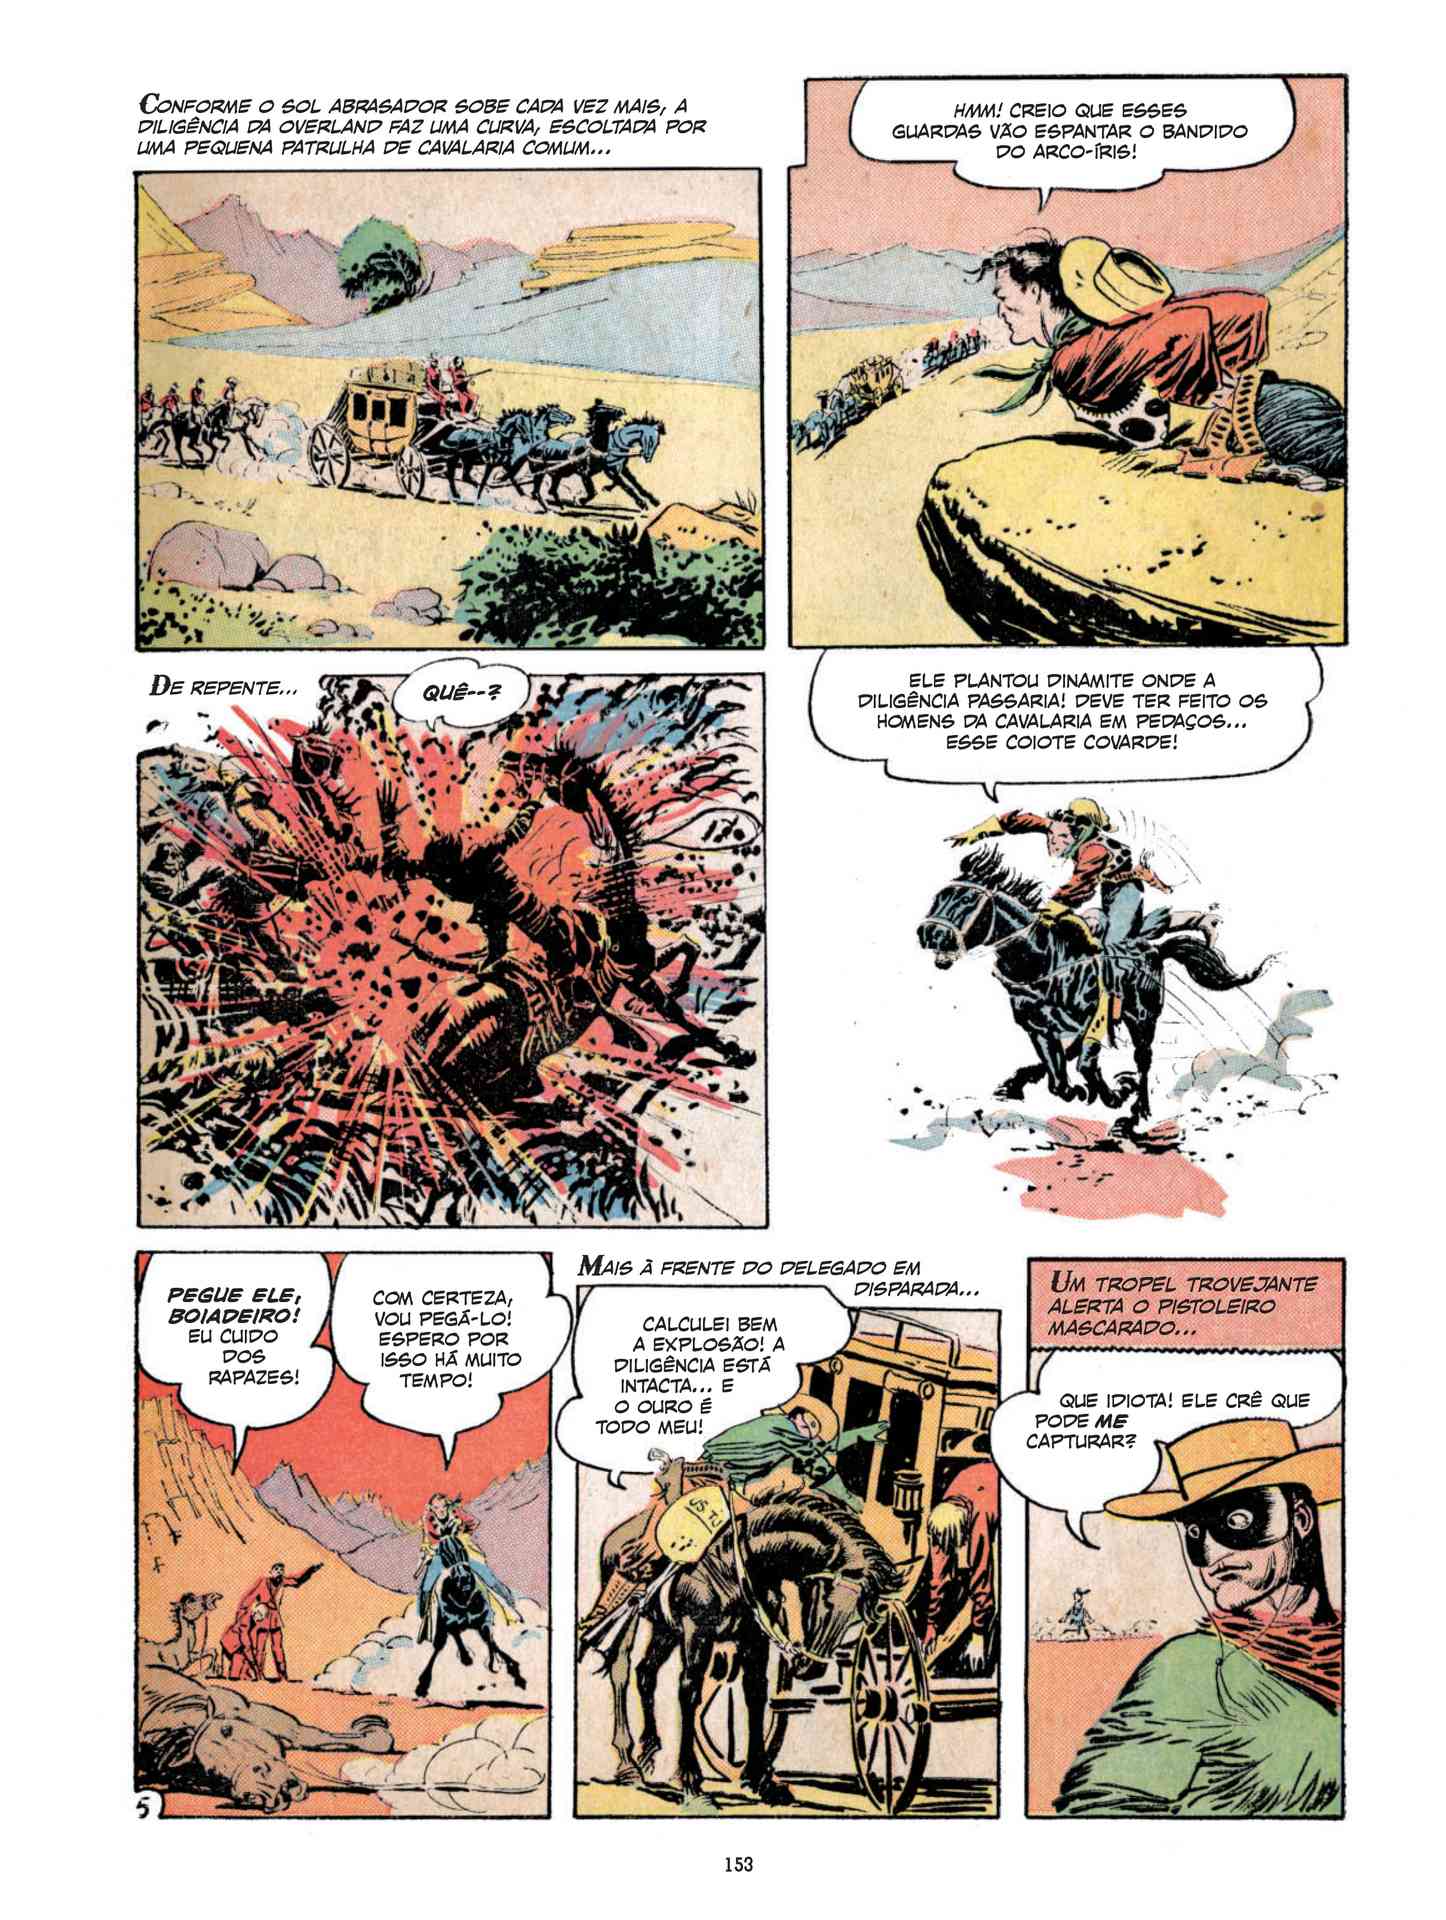 CONFORME O SOL ABRASADOR SOBE CADA VEZ MAIS, A
DILIGÊNCIA DA OVERLAND FAZ UMA CURVA, ESCOLTADA POR
UMA PEQUENA PATRULHA DE CAVALARIA COMUM...
HMM! CREIO QUE ESSES
GUARDAS VÃO ESPANTAR O BANDIDO
DO ARCO-ÍRIS!
DE REPENTE...
QUÊ--?
ELE PLANTOU DINAMITE ONDE A
DILIGÊNCIA PASSARIA! DEVE TER FEITO OS
HOMENS DA CAVALARIA EM PEDAÇOS...
ESSE COIOTE COVARDE!
PEGUE ELE,
BOIADEIRO!
EU CUIDO
DOS
RAPAZES!
COM CERTEZA,
VOU PEGÁ-LO!
ESPERO POR
ISSO HÁ MUITO
TEMPO!
MAIS À FRENTE DO DELEGADO EM
DISPARADA...
CALCULEI BEM
A EXPLOSÃO! A
DILIGÊNCIA ESTÁ
INTACTA... E
O OURO É
TODO MEU!
UM TROPEL TROVEJANTE
ALERTA O PISTOLEIRO
MASCARADO...
QUE IDIOTA! ELE CRÊ QUE
PODE ME
CAPTURAR?
5
153